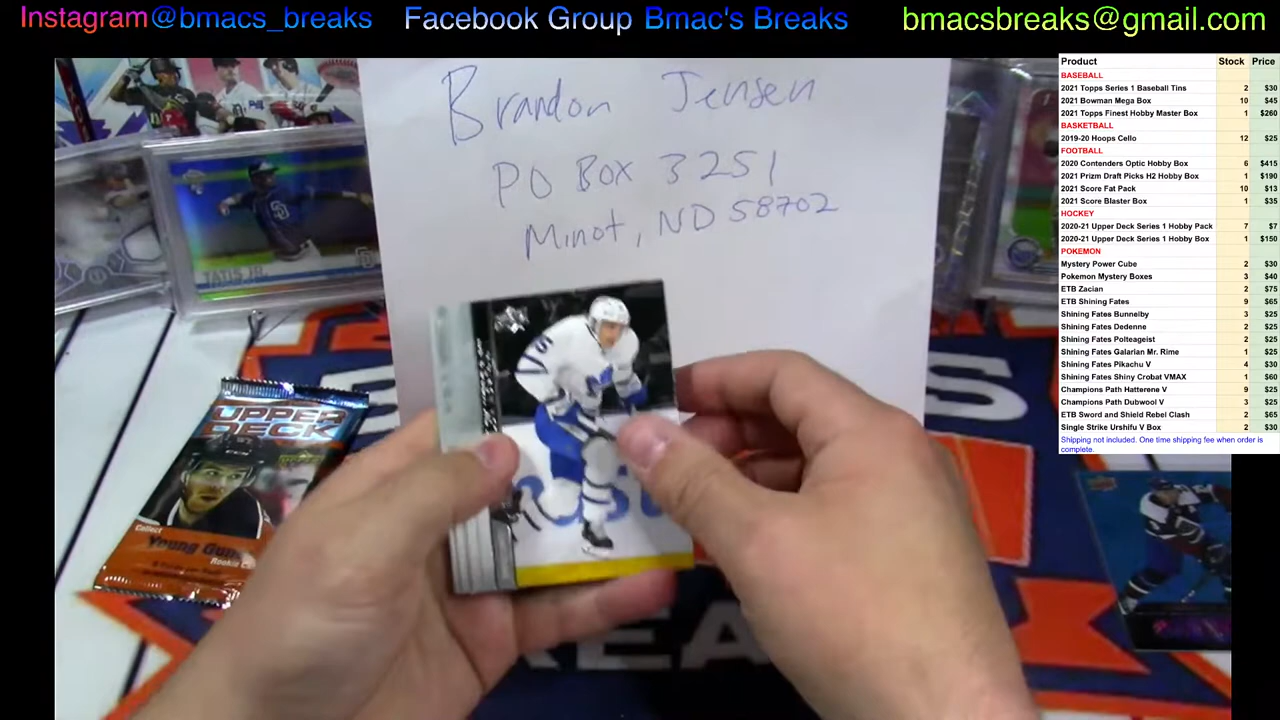 Instagram@bmacs_breaks
Facebook Group Bmac's Breaks
bmacsbreaks@gmail.com
Brandon Jensen
PO Box 3251
Minot, ND 58702
TATIS JR.
UPPER
DECK
Collect
Young Guns
Product Stock Price
BASEBALL
2021 Topps Series 1 Baseball Tins 2 $30
2021 Bowman Mega Box 10 $45
2021 Topps Finest Hobby Master Box 1 $260
BASKETBALL
2019-20 Hoops Cello 12 $25
FOOTBALL
2020 Contenders Optic Hobby Box 6 $415
2021 Prizm Draft Picks H2 Hobby Box 1 $190
2021 Score Fat Pack 10 $13
2021 Score Blaster Box 1 $35
HOCKEY
2020-21 Upper Deck Series 1 Hobby Pack 7 $7
2020-21 Upper Deck Series 1 Hobby Box 1 $150
POKEMON
Mystery Power Cube 2 $30
Pokemon Mystery Boxes 3 $40
ETB Zacian 2 $75
ETB Shining Fates 9 $65
Shining Fates Bunnelby 3 $25
Shining Fates Dedenne 2 $25
Shining Fates Polteageist 2 $25
Shining Fates Galarian Mr. Rime 1 $25
Shining Fates Pikachu V 4 $30
Shining Fates Shiny Crobat VMAX 1 $60
Champions Path Hatterene V 9 $25
Champions Path Dubwool V 3 $25
ETB Sword and Shield Rebel Clash 2 $65
Single Strike Urshifu V Box 2 $30
Shipping not included. One time shipping fee when order is
complete.